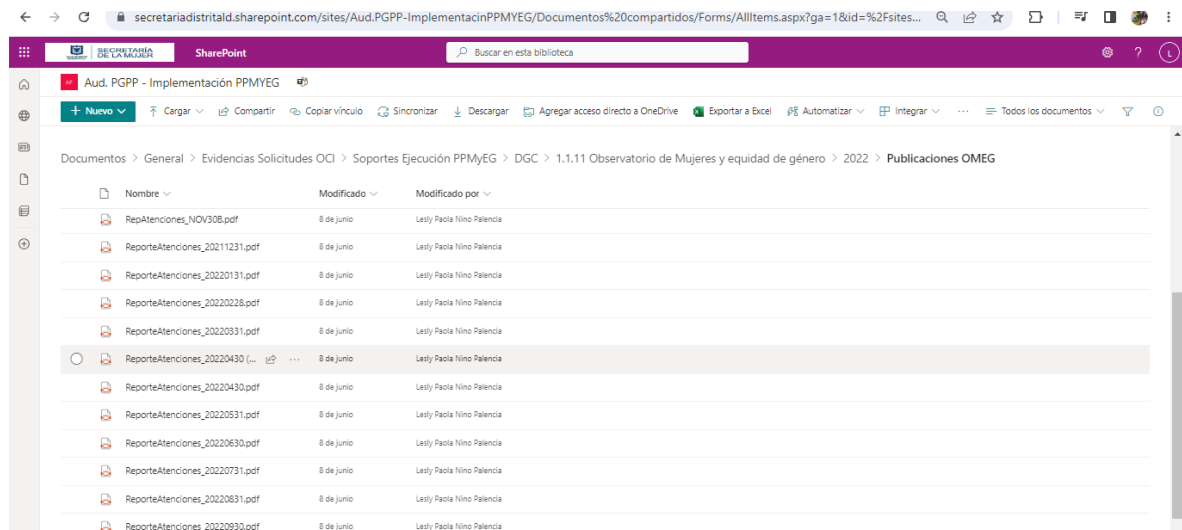 secretariadistritald.sharepoint.com/sites/Aud.PGPP-ImplementacinPPMYEG/Documentos%20compartidos/Forms/AllItems.aspx?ga=1&id=%2Fsites...
SECRETARÍA DE LA MUJER SharePoint Buscar en esta biblioteca ? L
AP Aud. PGPP - Implementación PPMYEG
+ Nuevo Cargar Compartir Copiar vínculo Sincronizar Descargar Agregar acceso directo a OneDrive Exportar a Excel Automatizar Integrar ... Todos los documentos
Documentos > General > Evidencias Solicitudes OCI > Soportes Ejecución PPMyEG > DGC > 1.1.11 Observatorio de Mujeres y equidad de género > 2022 > Publicaciones OMEG
Nombre Modificado Modificado por
RepAtenciones_NOV30B.pdf 8 de junio Lesly Paola Nino Palencia
ReporteAtenciones_20211231.pdf 8 de junio Lesly Paola Nino Palencia
ReporteAtenciones_20220131.pdf 8 de junio Lesly Paola Nino Palencia
ReporteAtenciones_20220228.pdf 8 de junio Lesly Paola Nino Palencia
ReporteAtenciones_20220331.pdf 8 de junio Lesly Paola Nino Palencia
ReporteAtenciones_20220430 (... ... 8 de junio Lesly Paola Nino Palencia
ReporteAtenciones_20220430.pdf 8 de junio Lesly Paola Nino Palencia
ReporteAtenciones_20220531.pdf 8 de junio Lesly Paola Nino Palencia
ReporteAtenciones_20220630.pdf 8 de junio Lesly Paola Nino Palencia
ReporteAtenciones_20220731.pdf 8 de junio Lesly Paola Nino Palencia
ReporteAtenciones_20220831.pdf 8 de junio Lesly Paola Nino Palencia
ReporteAtenciones_20220930.pdf 8 de junio Lesly Paola Nino Palencia